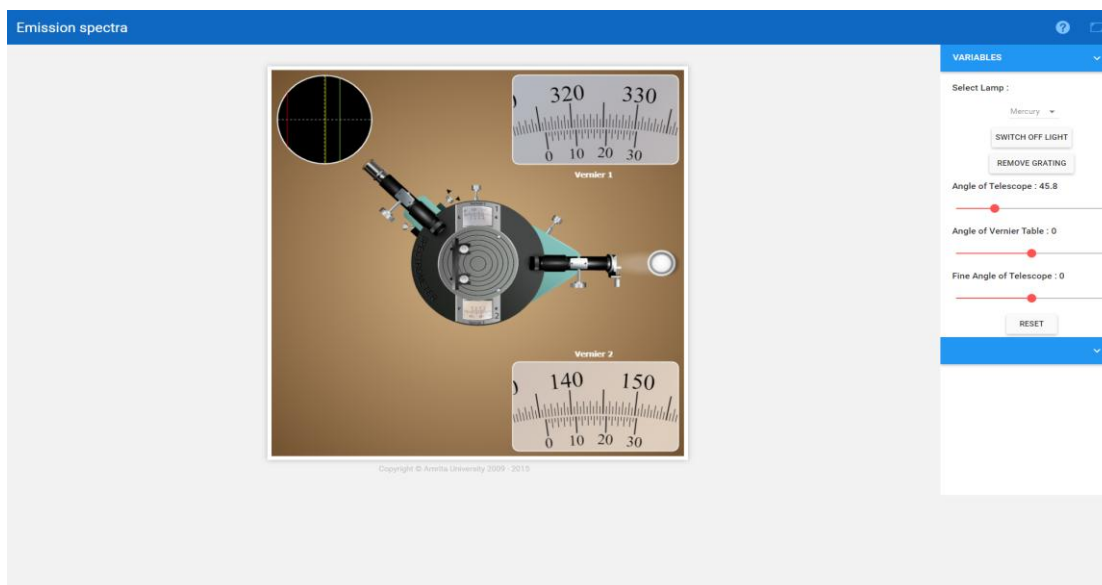 Emission spectra
VARIABLES
Select Lamp :
Mercury
SWITCH OFF LIGHT
REMOVE GRATING
Angle of Telescope : 45.8
Angle of Vernier Table : 0
Fine Angle of Telescope : 0
RESET
320 330
0 10 20 30
Vernier 1
1
2
Vernier 2
140 150
0 10 20 30
Copyright © Amrita University 2009 - 2015